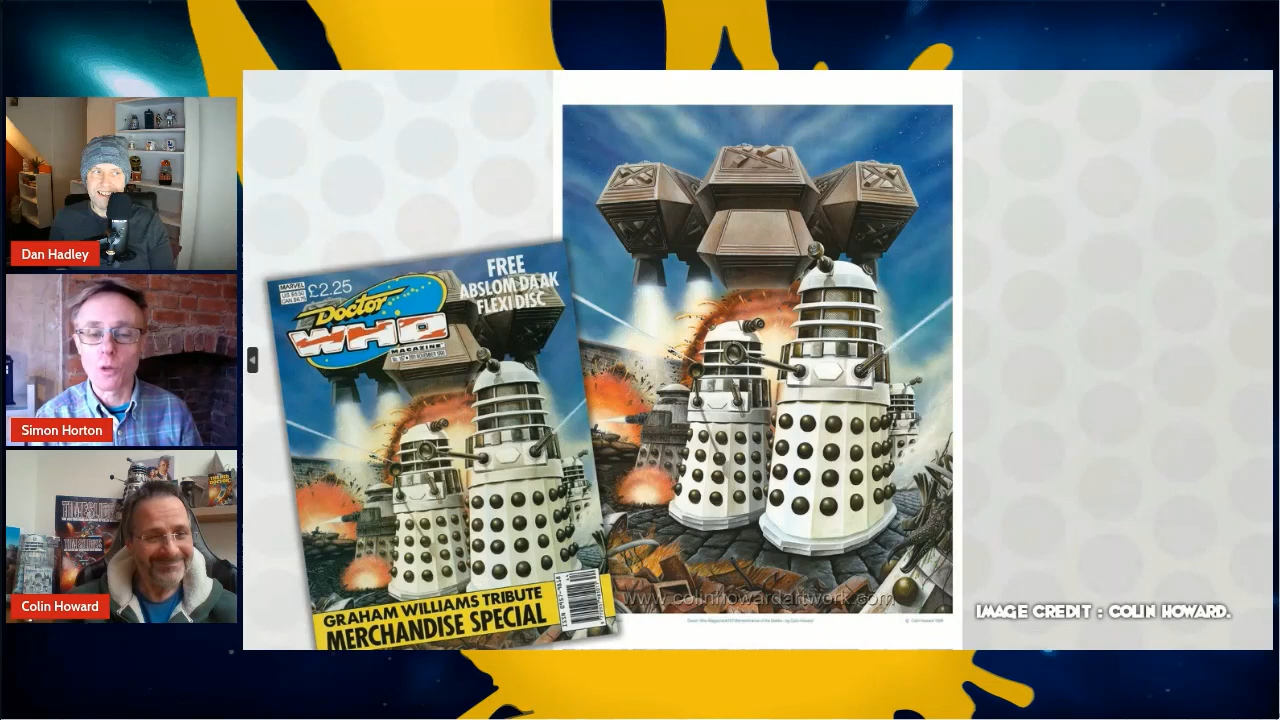 Dan Hadley
Simon Horton
Colin Howard
MARVEL
£2.25
FREE
ABSLOM DAAK
FLEXI DISC
Doctor
WHO
MAGAZINE
GRAHAM WILLIAMS TRIBUTE
MERCHANDISE SPECIAL
www.colinhowardartwork.com
IMAGE CREDIT : COLIN HOWARD.
TIMESLIDES